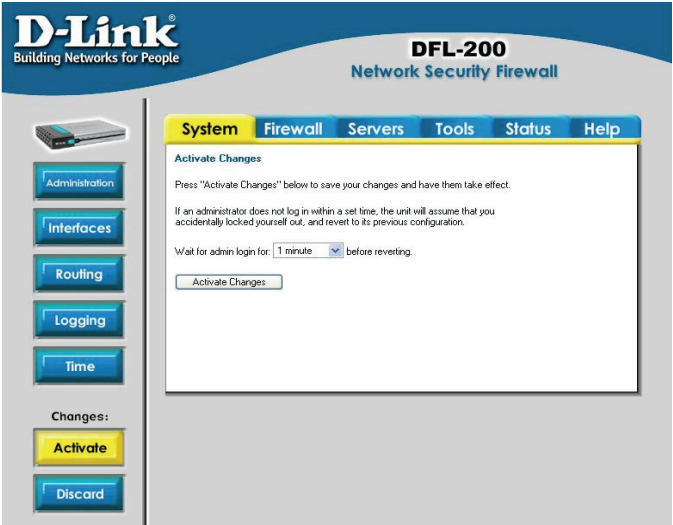 D-Link®
Building Networks for People
DFL-200
Network Security Firewall
System Firewall Servers Tools Status Help
Administration
Interfaces
Routing
Logging
Time
Changes:
Activate
Discard
Activate Changes
Press "Activate Changes" below to save your changes and have them take effect.
If an administrator does not log in within a set time, the unit will assume that you
accidentally locked yourself out, and revert to its previous configuration.
Wait for admin login for: 1 minute before reverting.
Activate Changes